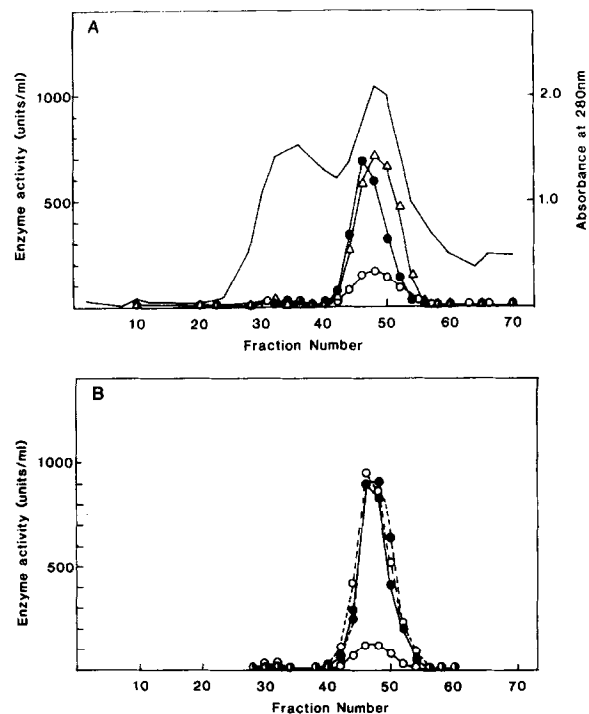 A
Enzyme activity (units/ml)
1000
500
2.0
1.0
Absorbance at 280nm
10 20 30 40 50 60 70
Fraction Number
B
Enzyme activity (units/ml)
1000
500
10 20 30 40 50 60 70
Fraction Number